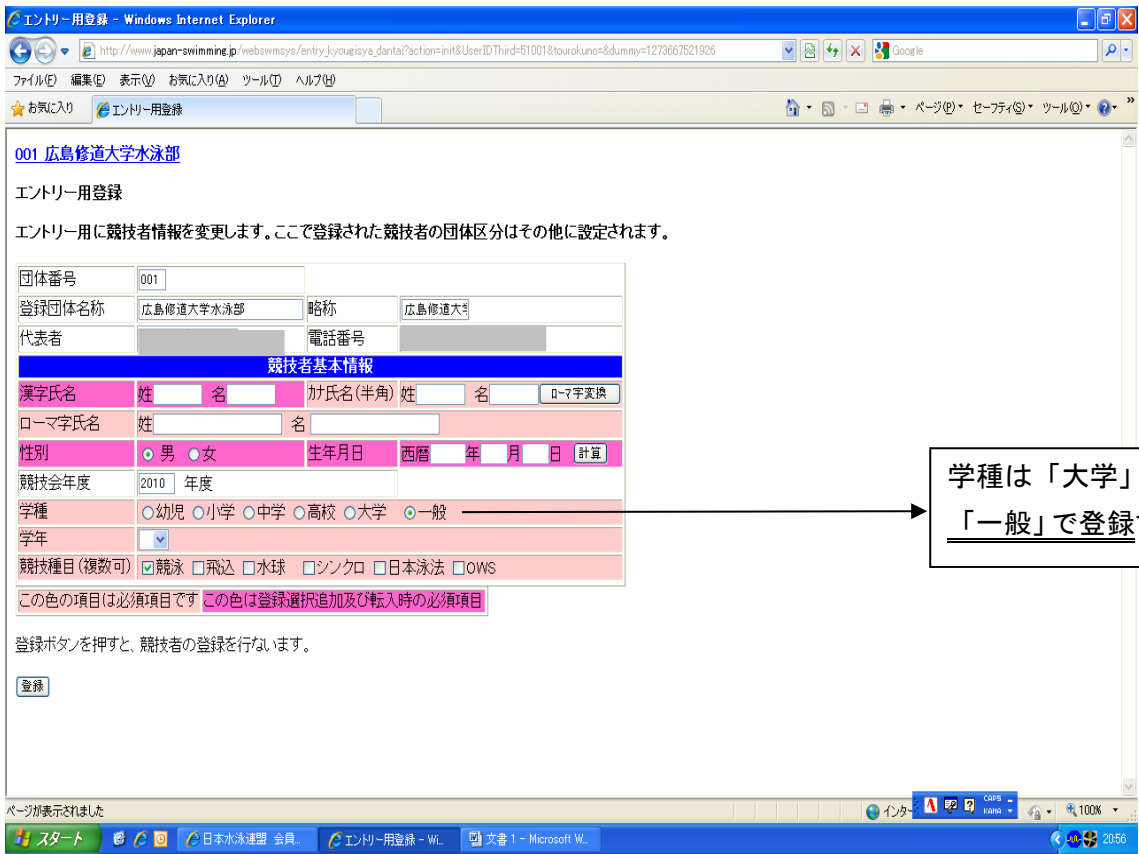 エントリー用登録 - Windows Internet Explorer
http://www.japan-swimming.jp/webswmsys/entry_kyougisya_dantai?action=init&UserIDThird=51001&tourokuno=&dummy=1273667521926
Google
ファイル(F) 編集(E) 表示(V) お気に入り(A) ツール(T) ヘルプ(H)
お気に入り エントリー用登録 ページ(P) セーフティ(S) ツール(O)
001 広島修道大学水泳部
エントリー用登録
エントリー用に競技者情報を変更します。ここで登録された競技者の団体区分はその他に設定されます。
団体番号 001
登録団体名称 広島修道大学水泳部 略称 広島修道大
代表者 電話番号
競技者基本情報
漢字氏名 姓 名 ｶﾅ氏名(半角) 姓 名 ﾛｰﾏ字変換
ローマ字氏名 姓 名
性別 男 女 生年月日 西暦 年 月 日 計算
競技会年度 2010 年度
学種 幼児 小学 中学 高校 大学 一般
学種は「大学」
「一般」で登録
学年
競技種目(複数可) 競泳 飛込 水球 シンクロ 日本泳法 OWS
この色の項目は必須項目です この色は登録選択追加及び転入時の必須項目
登録ボタンを押すと、競技者の登録を行ないます。
登録
ページが表示されました インター CAPS KANA 100%
スタート 日本水泳連盟 会員... エントリー用登録 - Wi... 文書 1 - Microsoft W... 20:56